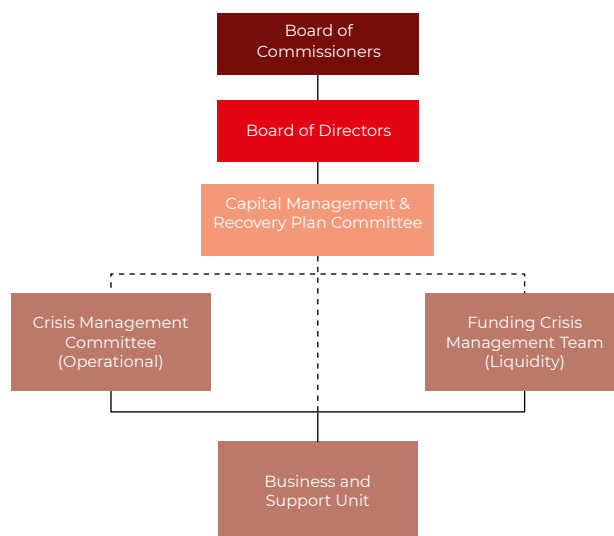 Board of
Commissioners
Board of Directors
Capital Management &
Recovery Plan Committee
Crisis Management
Committee
(Operational)
Funding Crisis
Management Team
(Liquidity)
Business and
Support Unit